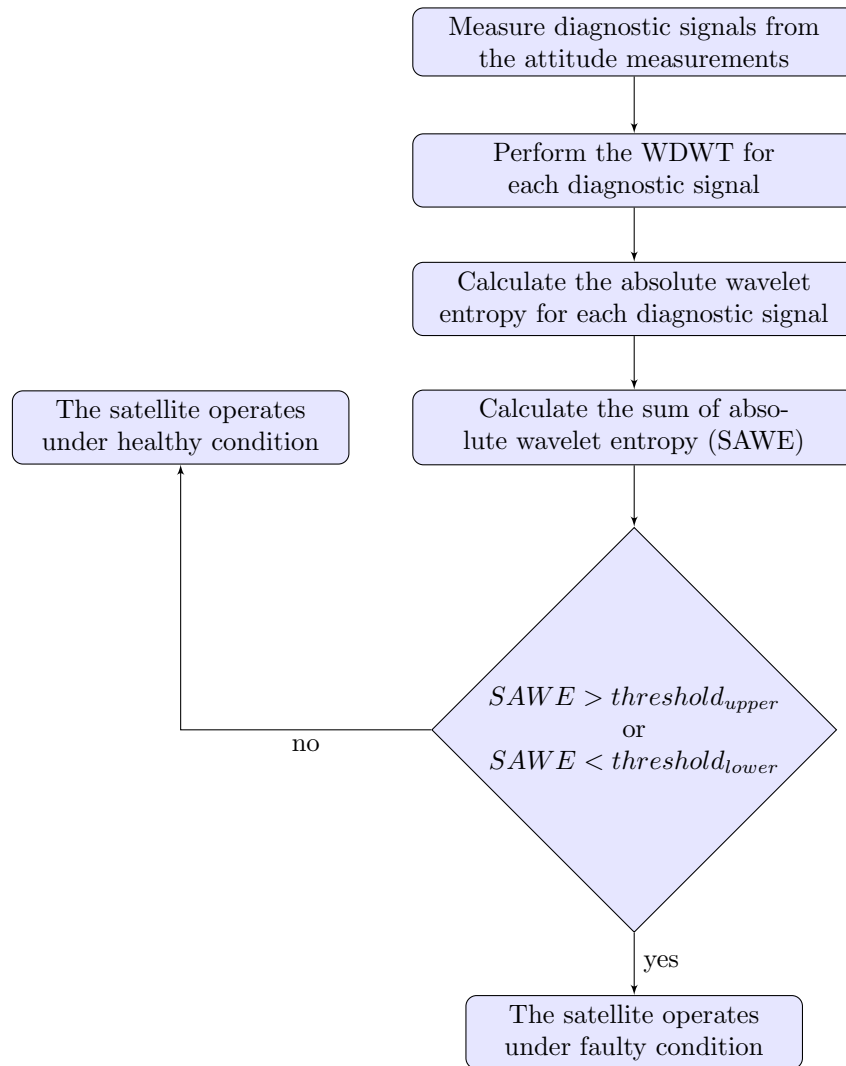 Measure diagnostic signals from
the attitude measurements
Perform the WDWT for
each diagnostic signal
Calculate the absolute wavelet
entropy for each diagnostic signal
The satellite operates
under healthy condition
Calculate the sum of abso-
lute wavelet entropy (SAWE)
SAWE > threshold_upper
or
SAWE < threshold_lower
no
yes
The satellite operates
under faulty condition